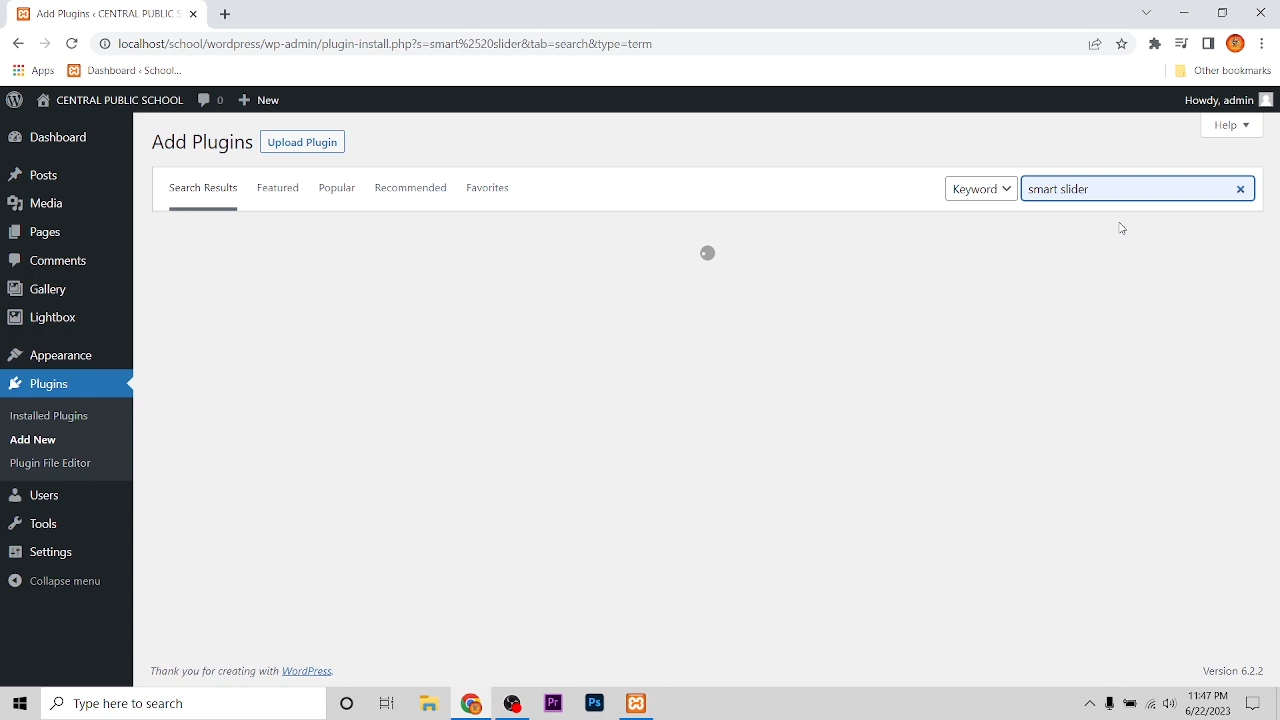 Add Plugins ‹ CENTRAL PUBLIC S
localhost/school/wordpress/wp-admin/plugin-install.php?s=smart%2520slider&tab=search&type=term
Apps
Dashboard ‹ School...
Other bookmarks
CENTRAL PUBLIC SCHOOL
0
New
Howdy, admin
Help
Add Plugins
Upload Plugin
Search Results
Featured
Popular
Recommended
Favorites
Keyword
smart slider
Dashboard
Posts
Media
Pages
Comments
Gallery
Lightbox
Appearance
Plugins
Installed Plugins
Add New
Plugin File Editor
Users
Tools
Settings
Collapse menu
Thank you for creating with WordPress.
Version 6.2.2
Type here to search
Pr
Ps
11:47 PM
6/22/2023